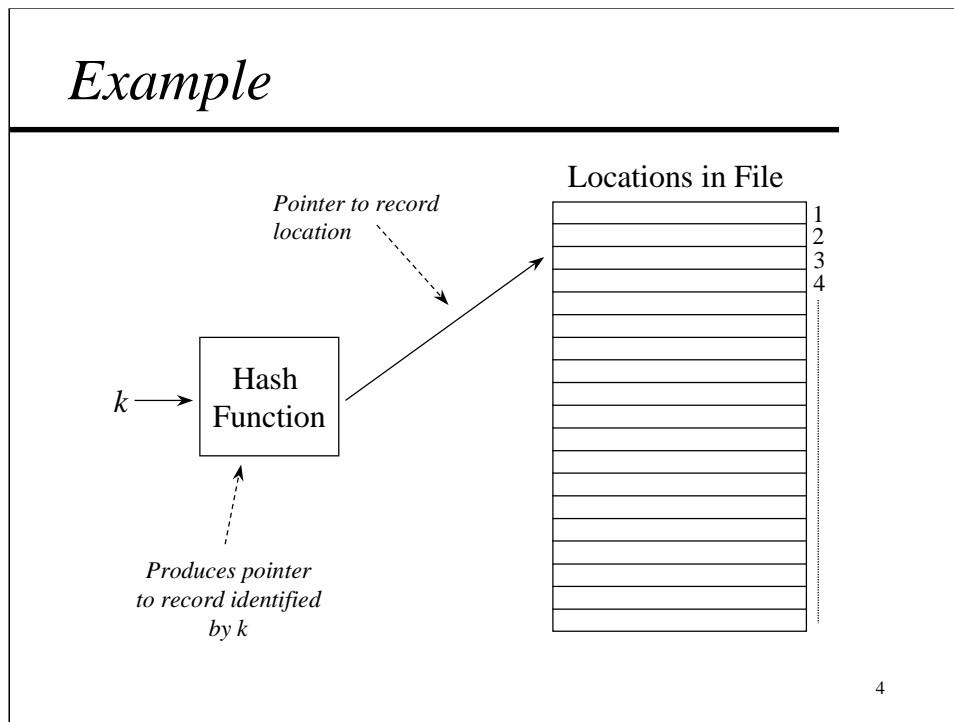 Example
Locations in File
Pointer to record
location
1
2
3
4
Hash
Function
k
Produces pointer
to record identified
by k
4